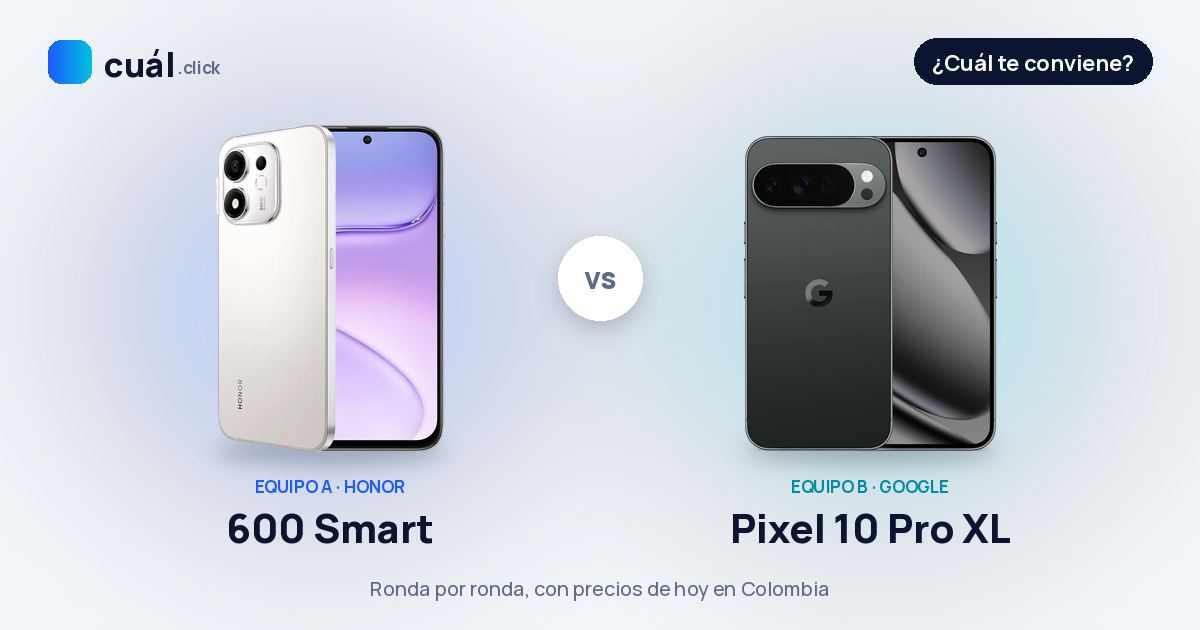 cuál.click
¿Cuál te conviene?
HONOR
G
VS
EQUIPO A · HONOR
600 Smart
EQUIPO B · GOOGLE
Pixel 10 Pro XL
Ronda por ronda, con precios de hoy en Colombia